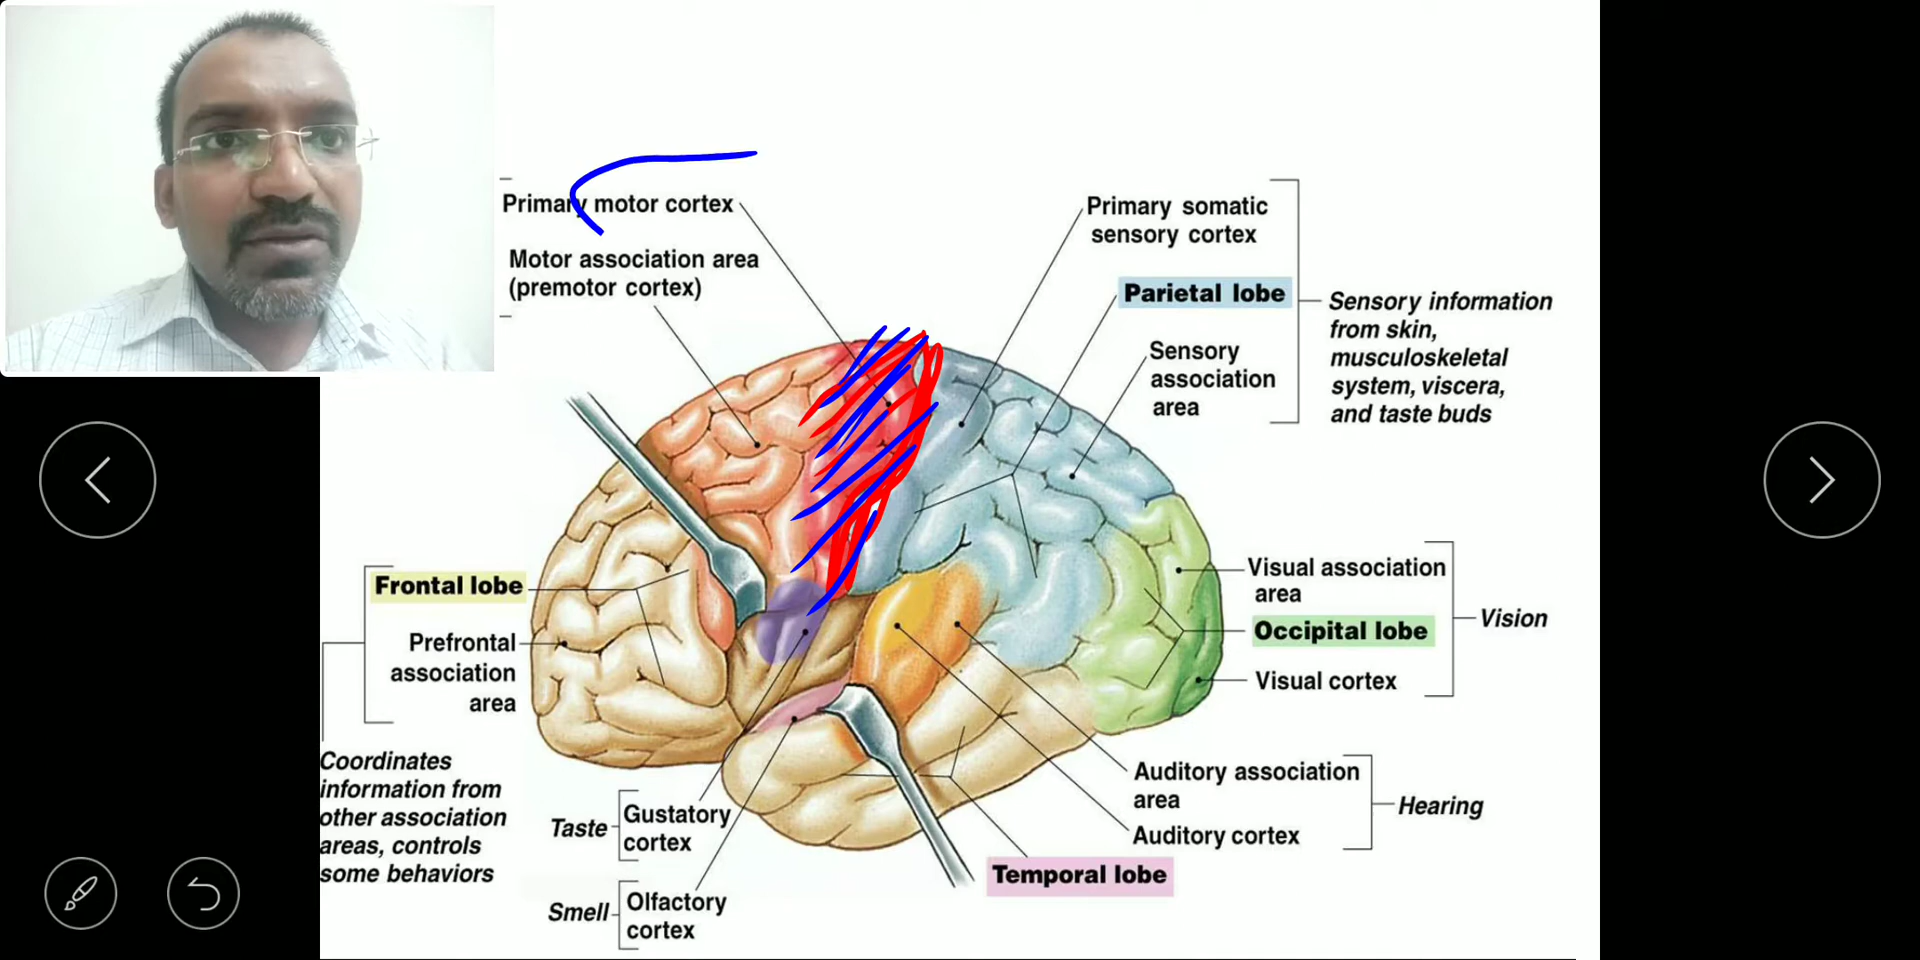 Primary motor cortex
Motor association area
(premotor cortex)
Primary somatic
sensory cortex
Parietal lobe
Sensory
association
area
Sensory information
from skin,
musculoskeletal
system, viscera,
and taste buds
Frontal lobe
Prefrontal
association
area
Coordinates
information from
other association
areas, controls
some behaviors
Visual association
area
Occipital lobe
Visual cortex
Vision
Taste
Gustatory
cortex
Smell
Olfactory
cortex
Auditory association
area
Auditory cortex
Hearing
Temporal lobe